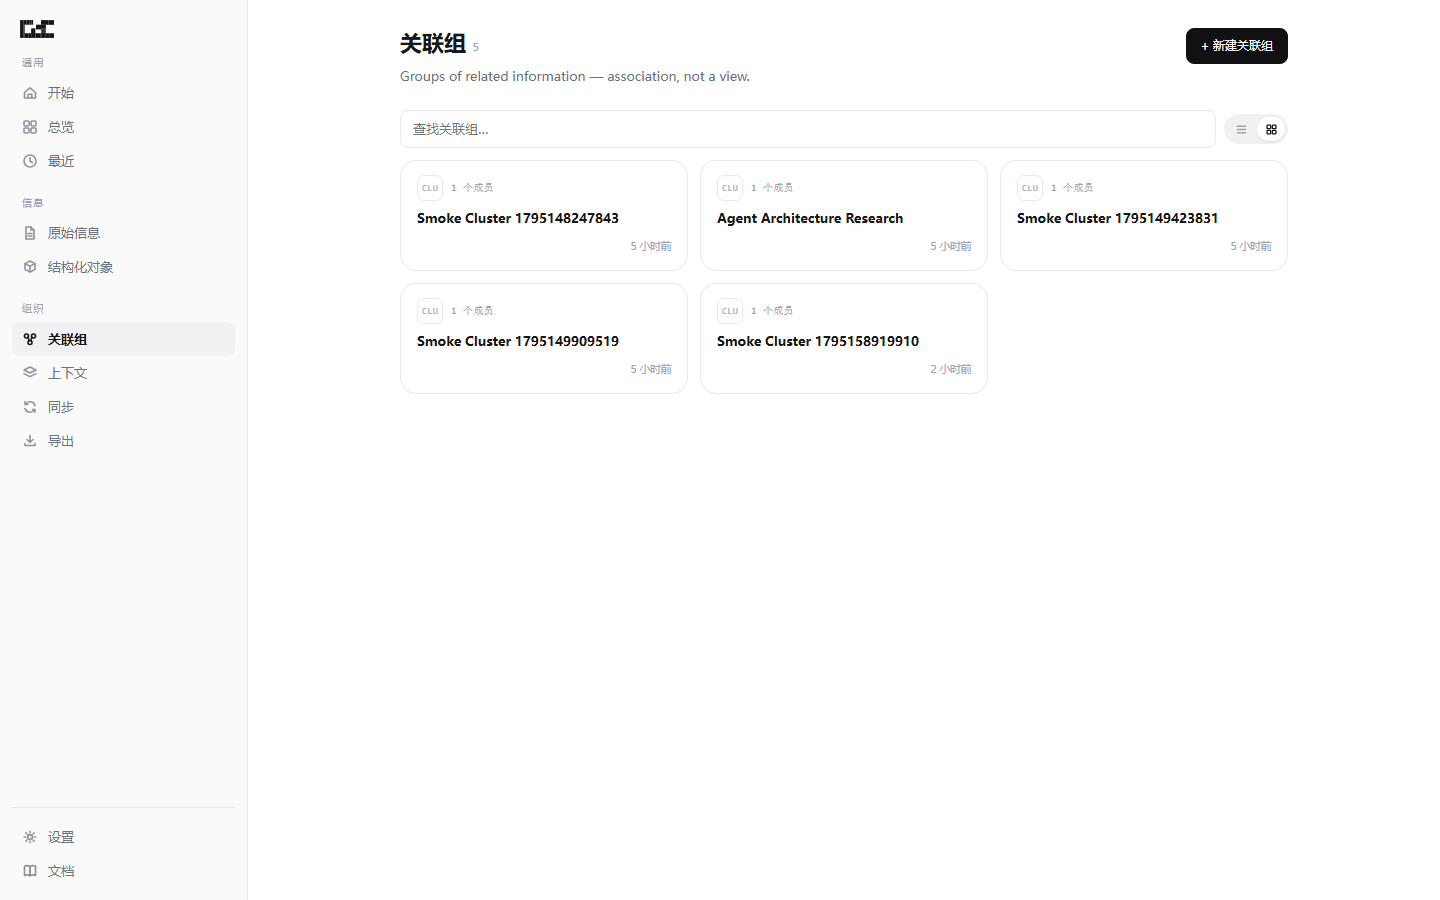 通用
开始
总览
最近
信息
原始信息
结构化对象
组织
关联组
上下文
同步
导出
设置
文档
关联组 5
+ 新建关联组
Groups of related information — association, not a view.
查找关联组...
CLU 1 个成员
Smoke Cluster 1795148247843
5 小时前
CLU 1 个成员
Agent Architecture Research
5 小时前
CLU 1 个成员
Smoke Cluster 1795149423831
5 小时前
CLU 1 个成员
Smoke Cluster 1795149909519
5 小时前
CLU 1 个成员
Smoke Cluster 1795158919910
2 小时前